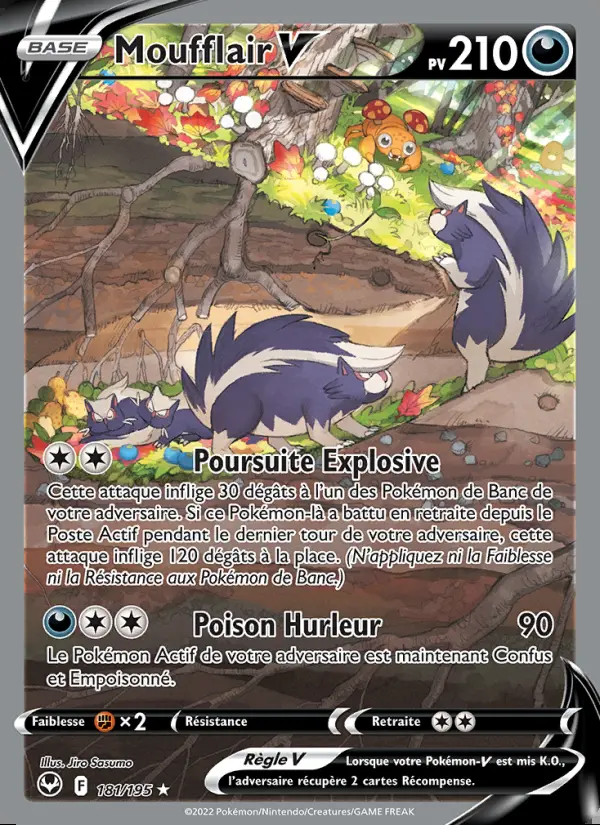 BASE Moufflair V PV 210
Poursuite Explosive
Cette attaque inflige 30 dégâts à l'un des Pokémon de Banc de
votre adversaire. Si ce Pokémon-là a battu en retraite depuis le
Poste Actif pendant le dernier tour de votre adversaire, cette
attaque inflige 120 dégâts à la place. (N'appliquez ni la Faiblesse
ni la Résistance aux Pokémon de Banc.)
Poison Hurleur 90
Le Pokémon Actif de votre adversaire est maintenant Confus
et Empoisonné.
Faiblesse ×2 Résistance Retraite
Illus. Jiro Sasumo
F 181/195 ★
Règle V Lorsque votre Pokémon-V est mis K.O.,
l'adversaire récupère 2 cartes Récompense.
©2022 Pokémon/Nintendo/Creatures/GAME FREAK